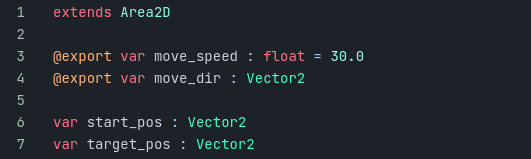 1 extends Area2D
2
3 @export var move_speed : float = 30.0
4 @export var move_dir : Vector2
5
6 var start_pos : Vector2
7 var target_pos : Vector2